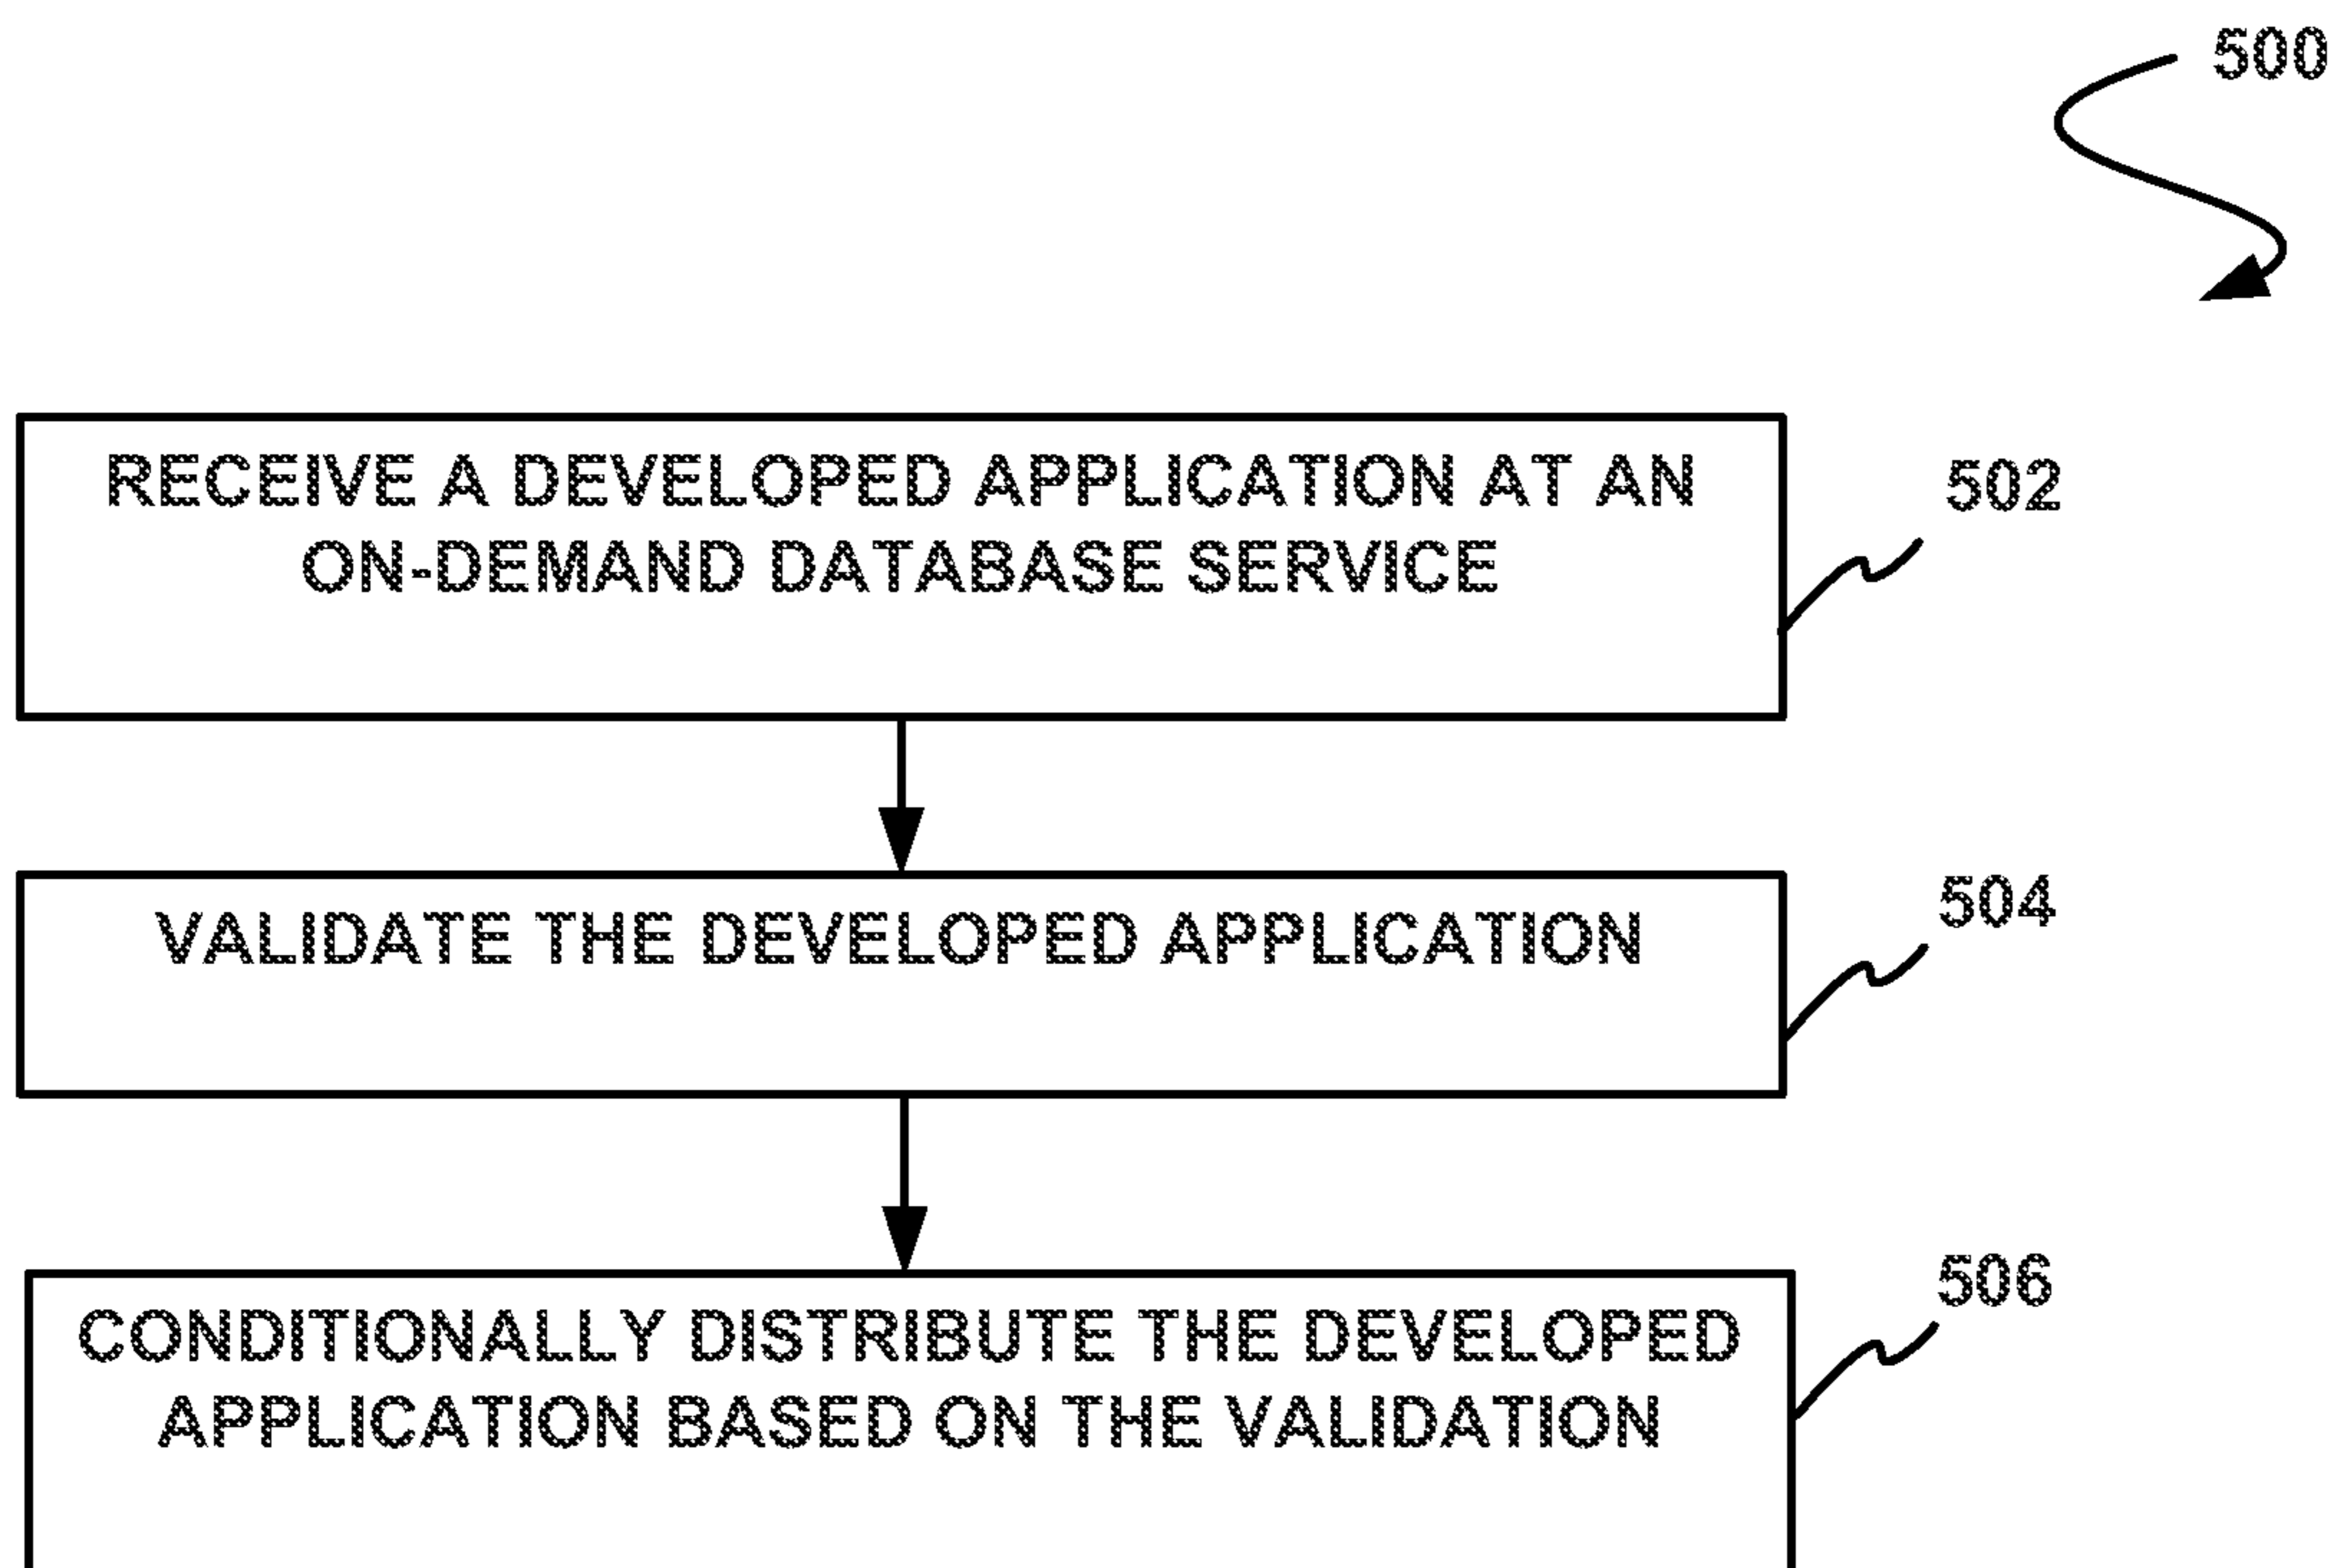 500
RECEIVE A DEVELOPED APPLICATION AT AN
ON-DEMAND DATABASE SERVICE
502
VALIDATE THE DEVELOPED APPLICATION
504
CONDITIONALLY DISTRIBUTE THE DEVELOPED
APPLICATION BASED ON THE VALIDATION
506